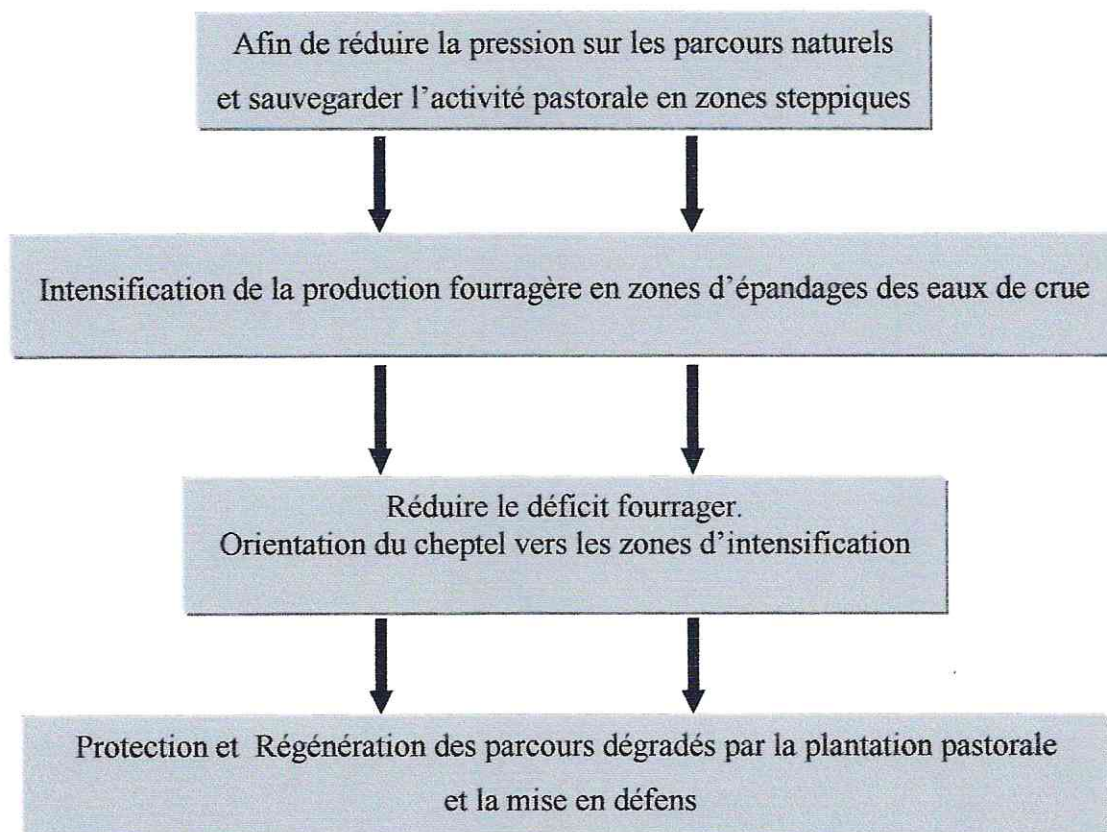 Afin de réduire la pression sur les parcours naturels
et sauvegarder l'activité pastorale en zones steppiques
Intensification de la production fourragère en zones d'épandages des eaux de crue
Réduire le déficit fourrager.
Orientation du cheptel vers les zones d'intensification
Protection et Régénération des parcours dégradés par la plantation pastorale
et la mise en défens